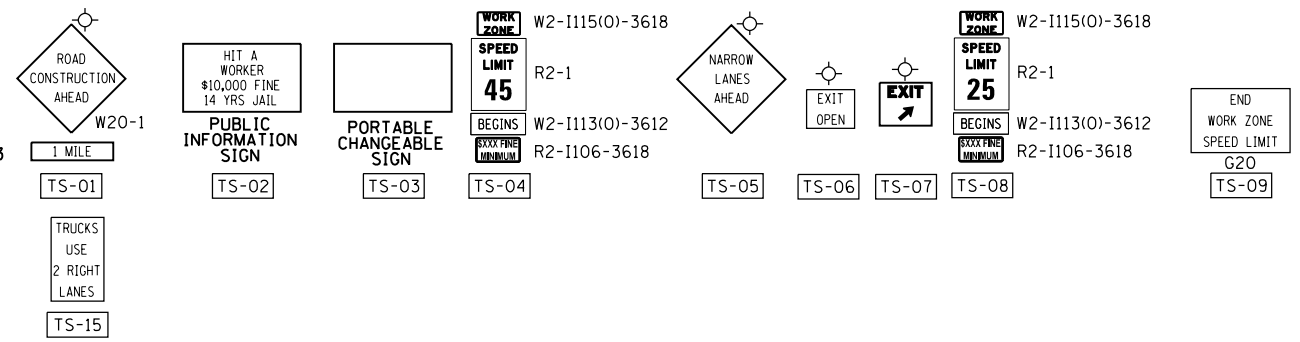 ROAD
CONSTRUCTION
AHEAD
W20-1
3
1 MILE
TS-01
HIT A
WORKER
$10,000 FINE
14 YRS JAIL
PUBLIC
INFORMATION
SIGN
TS-02
PORTABLE
CHANGEABLE
SIGN
TS-03
WORK
ZONE
W2-I115(O)-3618
SPEED
LIMIT
45
R2-1
BEGINS
W2-I113(O)-3612
$XXX FINE
MINIMUM
R2-I106-3618
TS-04
NARROW
LANES
AHEAD
TS-05
EXIT
OPEN
TS-06
EXIT
TS-07
WORK
ZONE
W2-I115(O)-3618
SPEED
LIMIT
25
R2-1
BEGINS
W2-I113(O)-3612
$XXX FINE
MINIMUM
R2-I106-3618
TS-08
END
WORK ZONE
SPEED LIMIT
G20
TS-09
TRUCKS
USE
2 RIGHT
LANES
TS-15